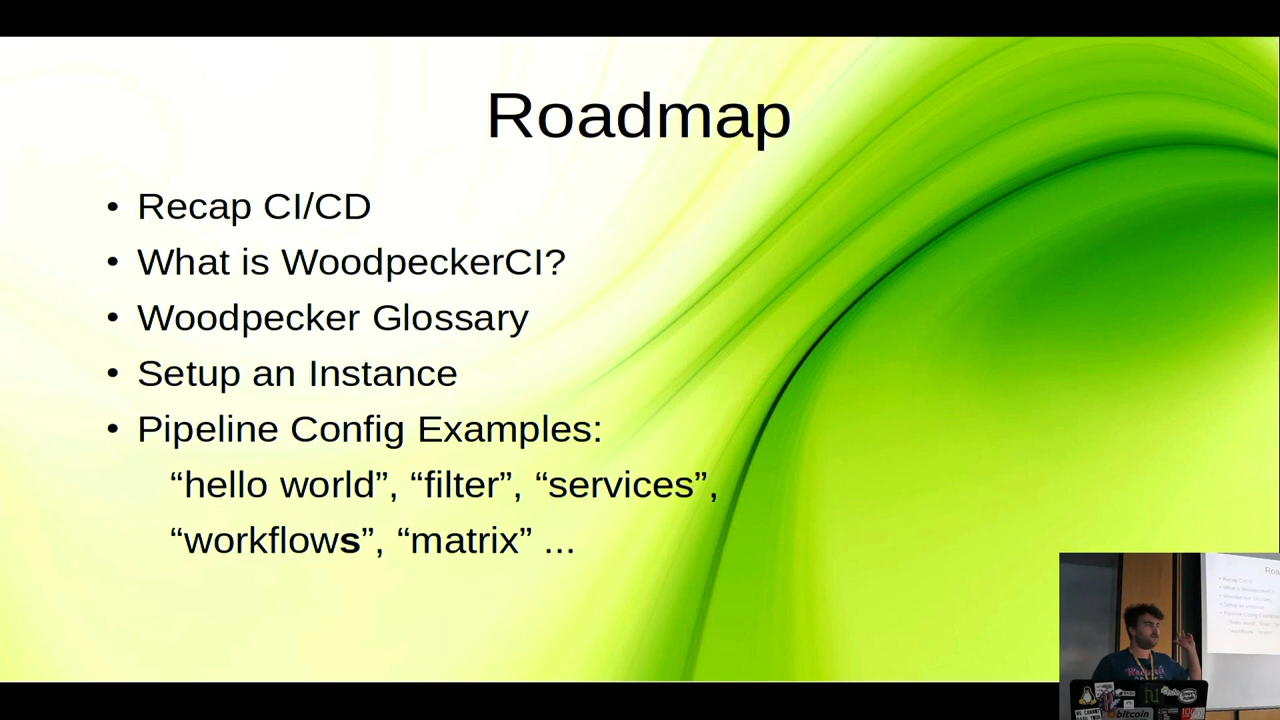 Roadmap
• Recap CI/CD
• What is WoodpeckerCI?
• Woodpecker Glossary
• Setup an Instance
• Pipeline Config Examples:
“hello world”, “filter”, “services”,
“workflows”, “matrix” ...
bitcoin